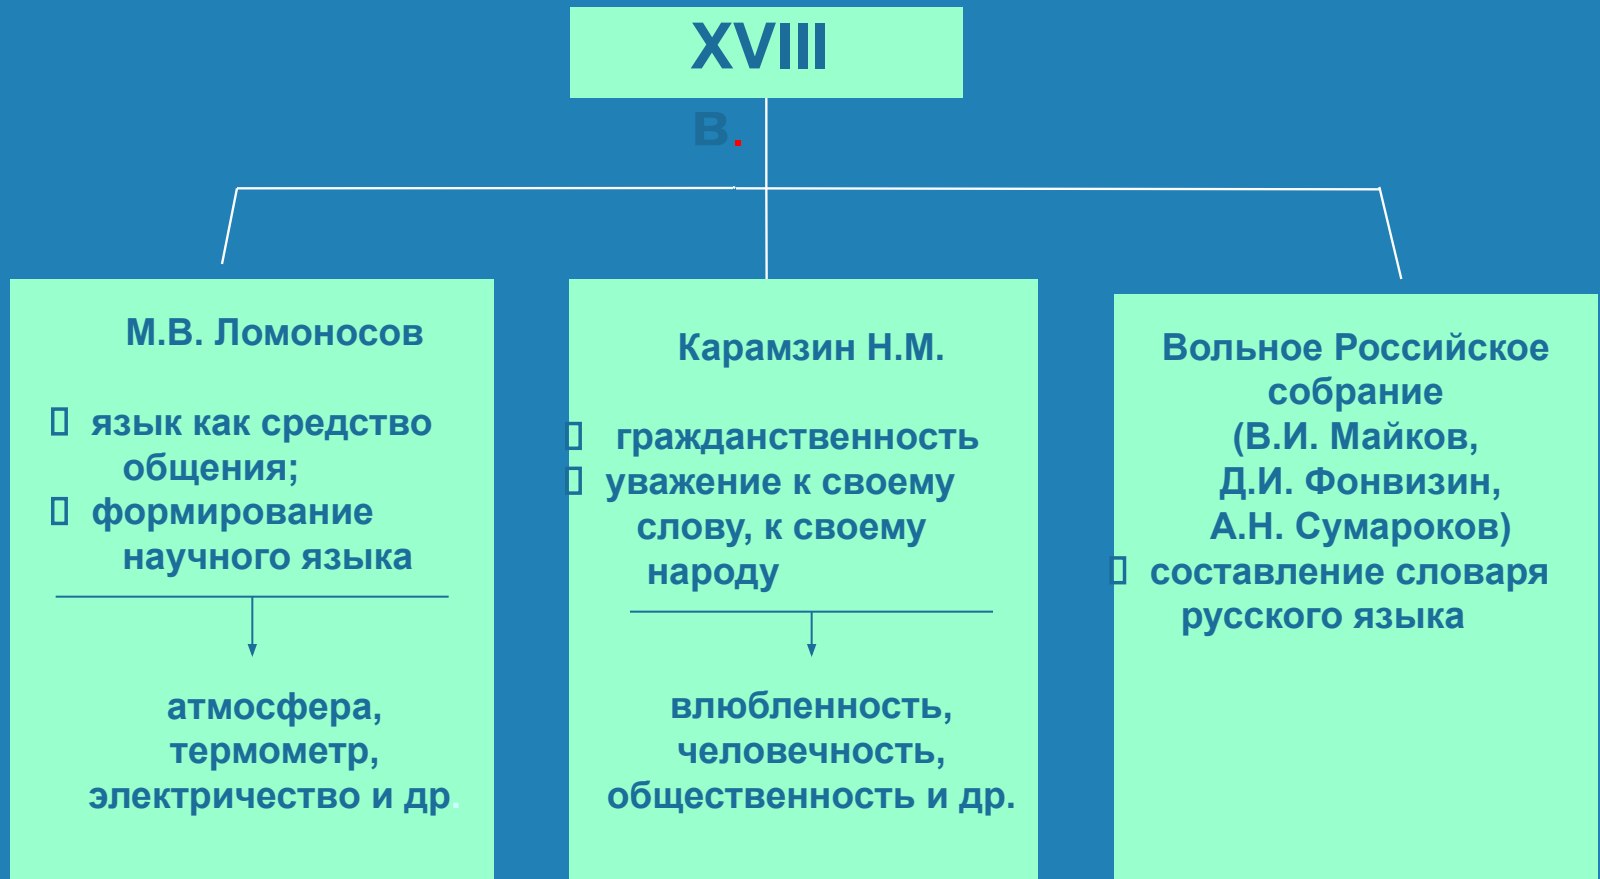 XVIII
в.
М.В. Ломоносов
язык как средство
общения;
формирование
научного языка
атмосфера,
термометр,
электричество и др.
Карамзин Н.М.
гражданственность
уважение к своему
слову, к своему
народу
влюбленность,
человечность,
общественность и др.
Вольное Российское
собрание
(В.И. Майков,
Д.И. Фонвизин,
А.Н. Сумароков)
составление словаря
русского языка